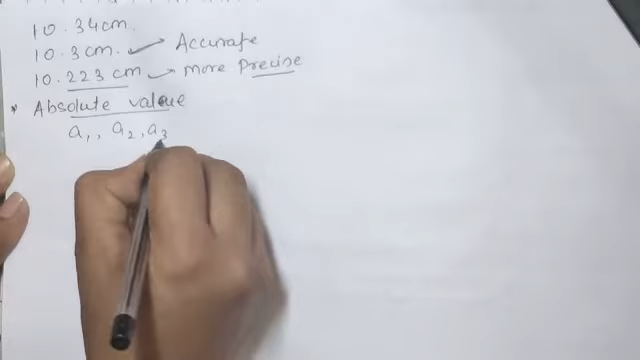 10.34cm.
10.3cm. → Accurate
10.223 cm → more Precise
* Absolute value
a₁, a₂, a₃